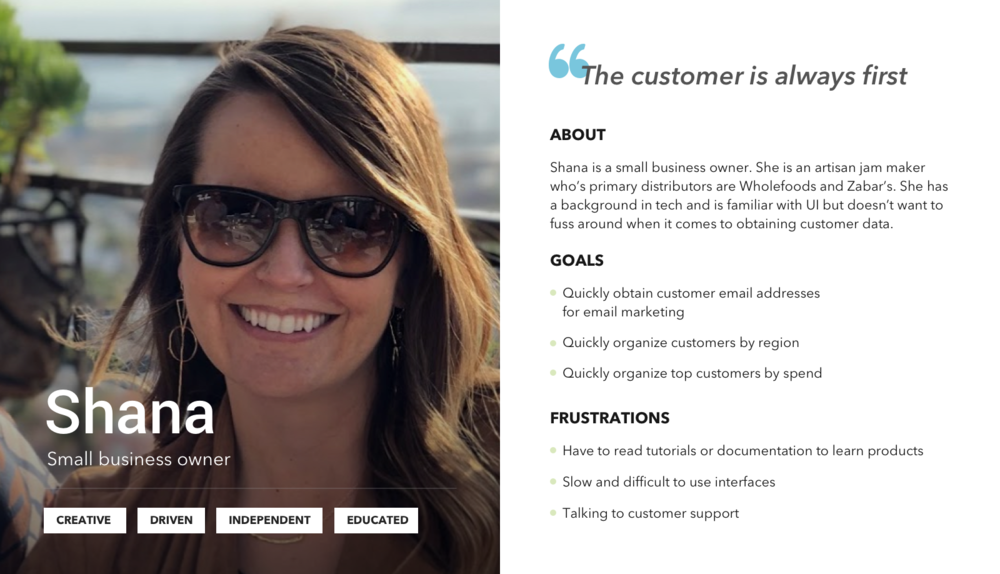 Shana
Small business owner
CREATIVE
DRIVEN
INDEPENDENT
EDUCATED
“The customer is always first
ABOUT
Shana is a small business owner. She is an artisan jam maker
who’s primary distributors are Wholefoods and Zabar’s. She has
a background in tech and is familiar with UI but doesn’t want to
fuss around when it comes to obtaining customer data.
GOALS
Quickly obtain customer email addresses
for email marketing
Quickly organize customers by region
Quickly organize top customers by spend
FRUSTRATIONS
Have to read tutorials or documentation to learn products
Slow and difficult to use interfaces
Talking to customer support